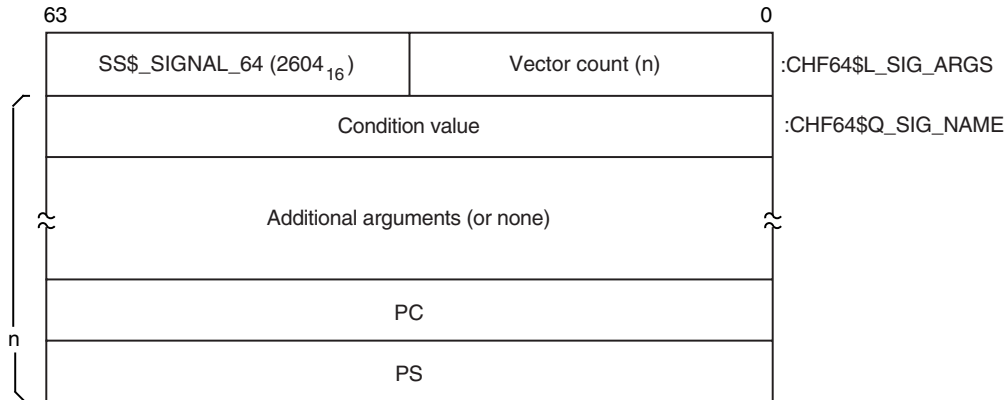 63 0
SS$_SIGNAL_64 (2604₁₆) Vector count (n) :CHF64$L_SIG_ARGS
Condition value :CHF64$Q_SIG_NAME
Additional arguments (or none)
PC
n
PS